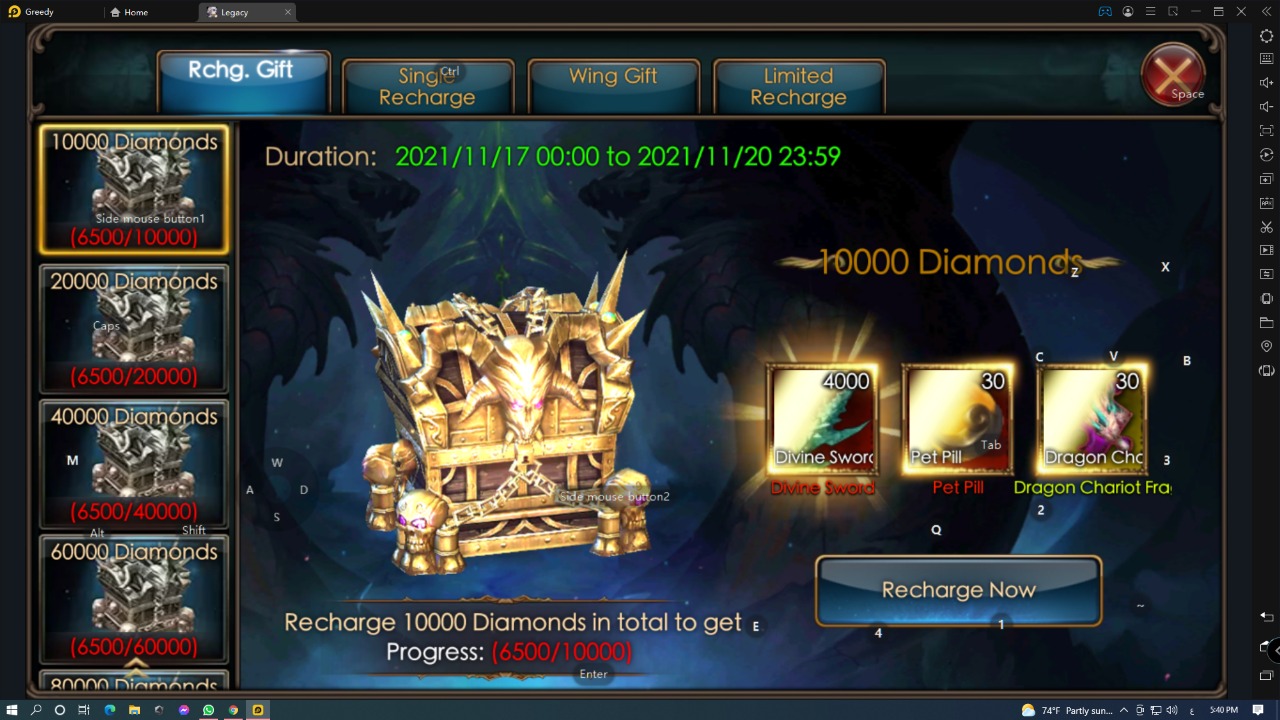 Greedy
Home
Legacy
Rchg. Gift
Single
Recharge
Ctrl
Wing Gift
Limited
Recharge
Space
10000 Diamonds
Side mouse button1
(6500/10000)
20000 Diamonds
Caps
(6500/20000)
40000 Diamonds
M
(6500/40000)
Alt
Shift
60000 Diamonds
(6500/60000)
80000 Diamonds
Duration: 2021/11/17 00:00 to 2021/11/20 23:59
10000 Diamonds
Z
X
C
V
B
4000
Divine Sword
Divine Sword
30
Pet Pill
Tab
Pet Pill
30
Dragon Cha
Dragon Chariot Frag
3
2
W
A
D
S
Side mouse button2
Q
Recharge Now
~
4
1
Recharge 10000 Diamonds in total to get
E
Progress: (6500/10000)
Enter
74°F Partly sun...
ع
5:40 PM